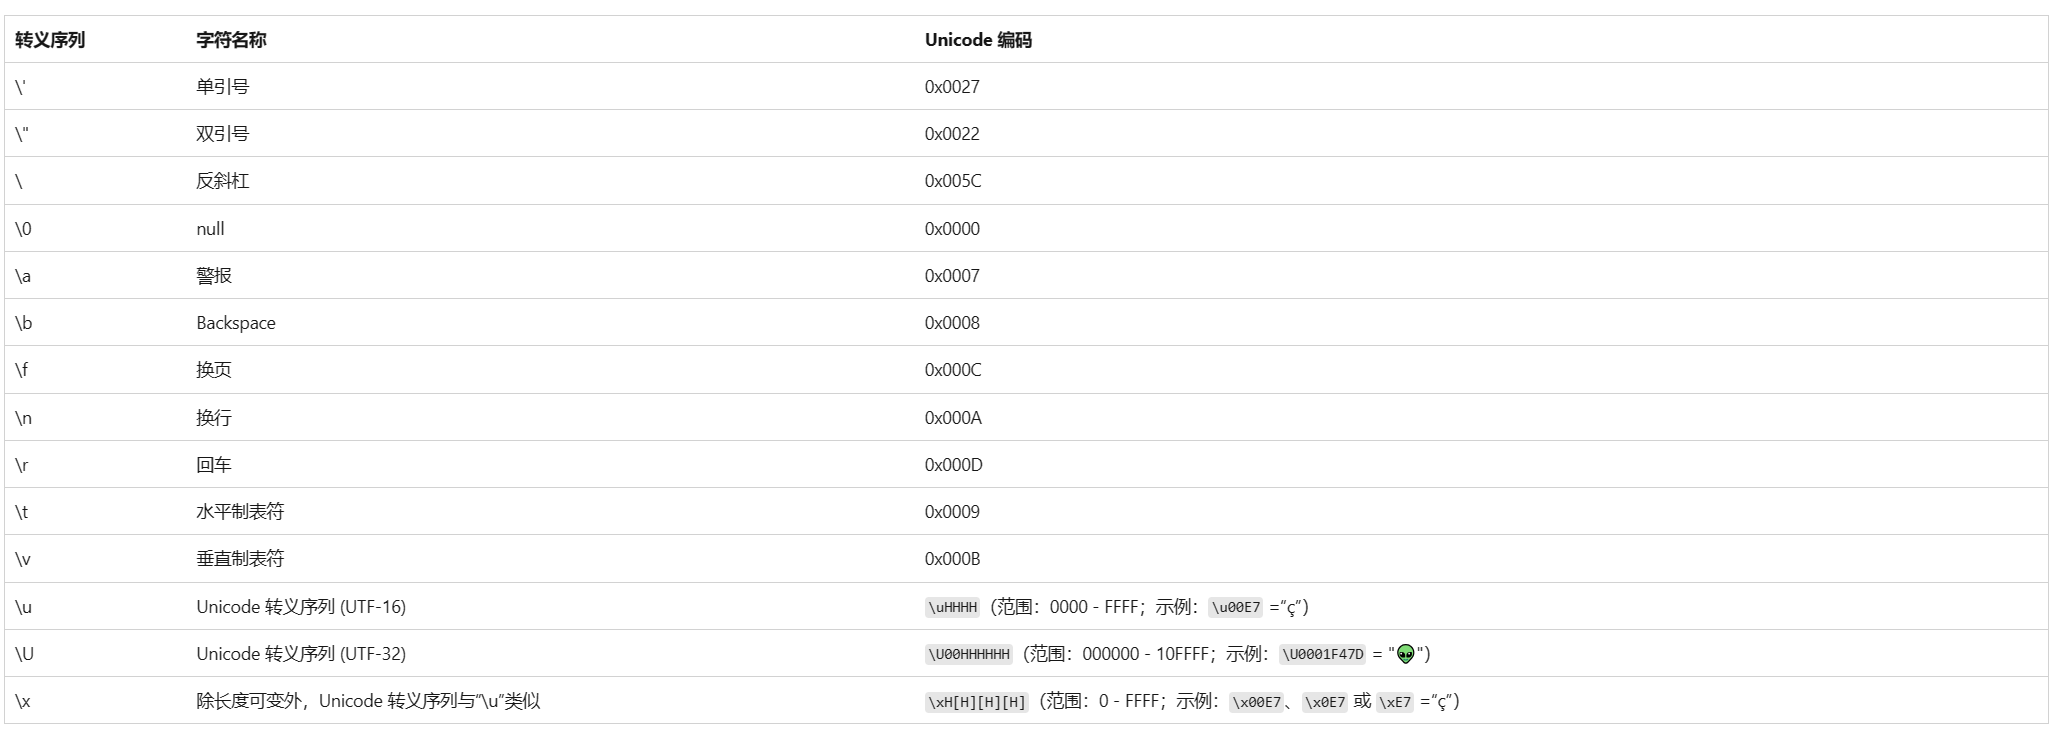 转义序列 字符名称 Unicode 编码
\' 单引号 0x0027
\" 双引号 0x0022
\ 反斜杠 0x005C
\0 null 0x0000
\a 警报 0x0007
\b Backspace 0x0008
\f 换页 0x000C
\n 换行 0x000A
\r 回车 0x000D
\t 水平制表符 0x0009
\v 垂直制表符 0x000B
\u Unicode 转义序列 (UTF-16) \uHHHH（范围：0000 - FFFF；示例：\u00E7 =“ç”）
\U Unicode 转义序列 (UTF-32) \U00HHHHHH（范围：000000 - 10FFFF；示例：\U0001F47D = "👽"）
\x 除长度可变外，Unicode 转义序列与“\u”类似 \xH[H][H][H]（范围：0 - FFFF；示例：\x00E7、\x0E7 或 \xE7 =“ç”）